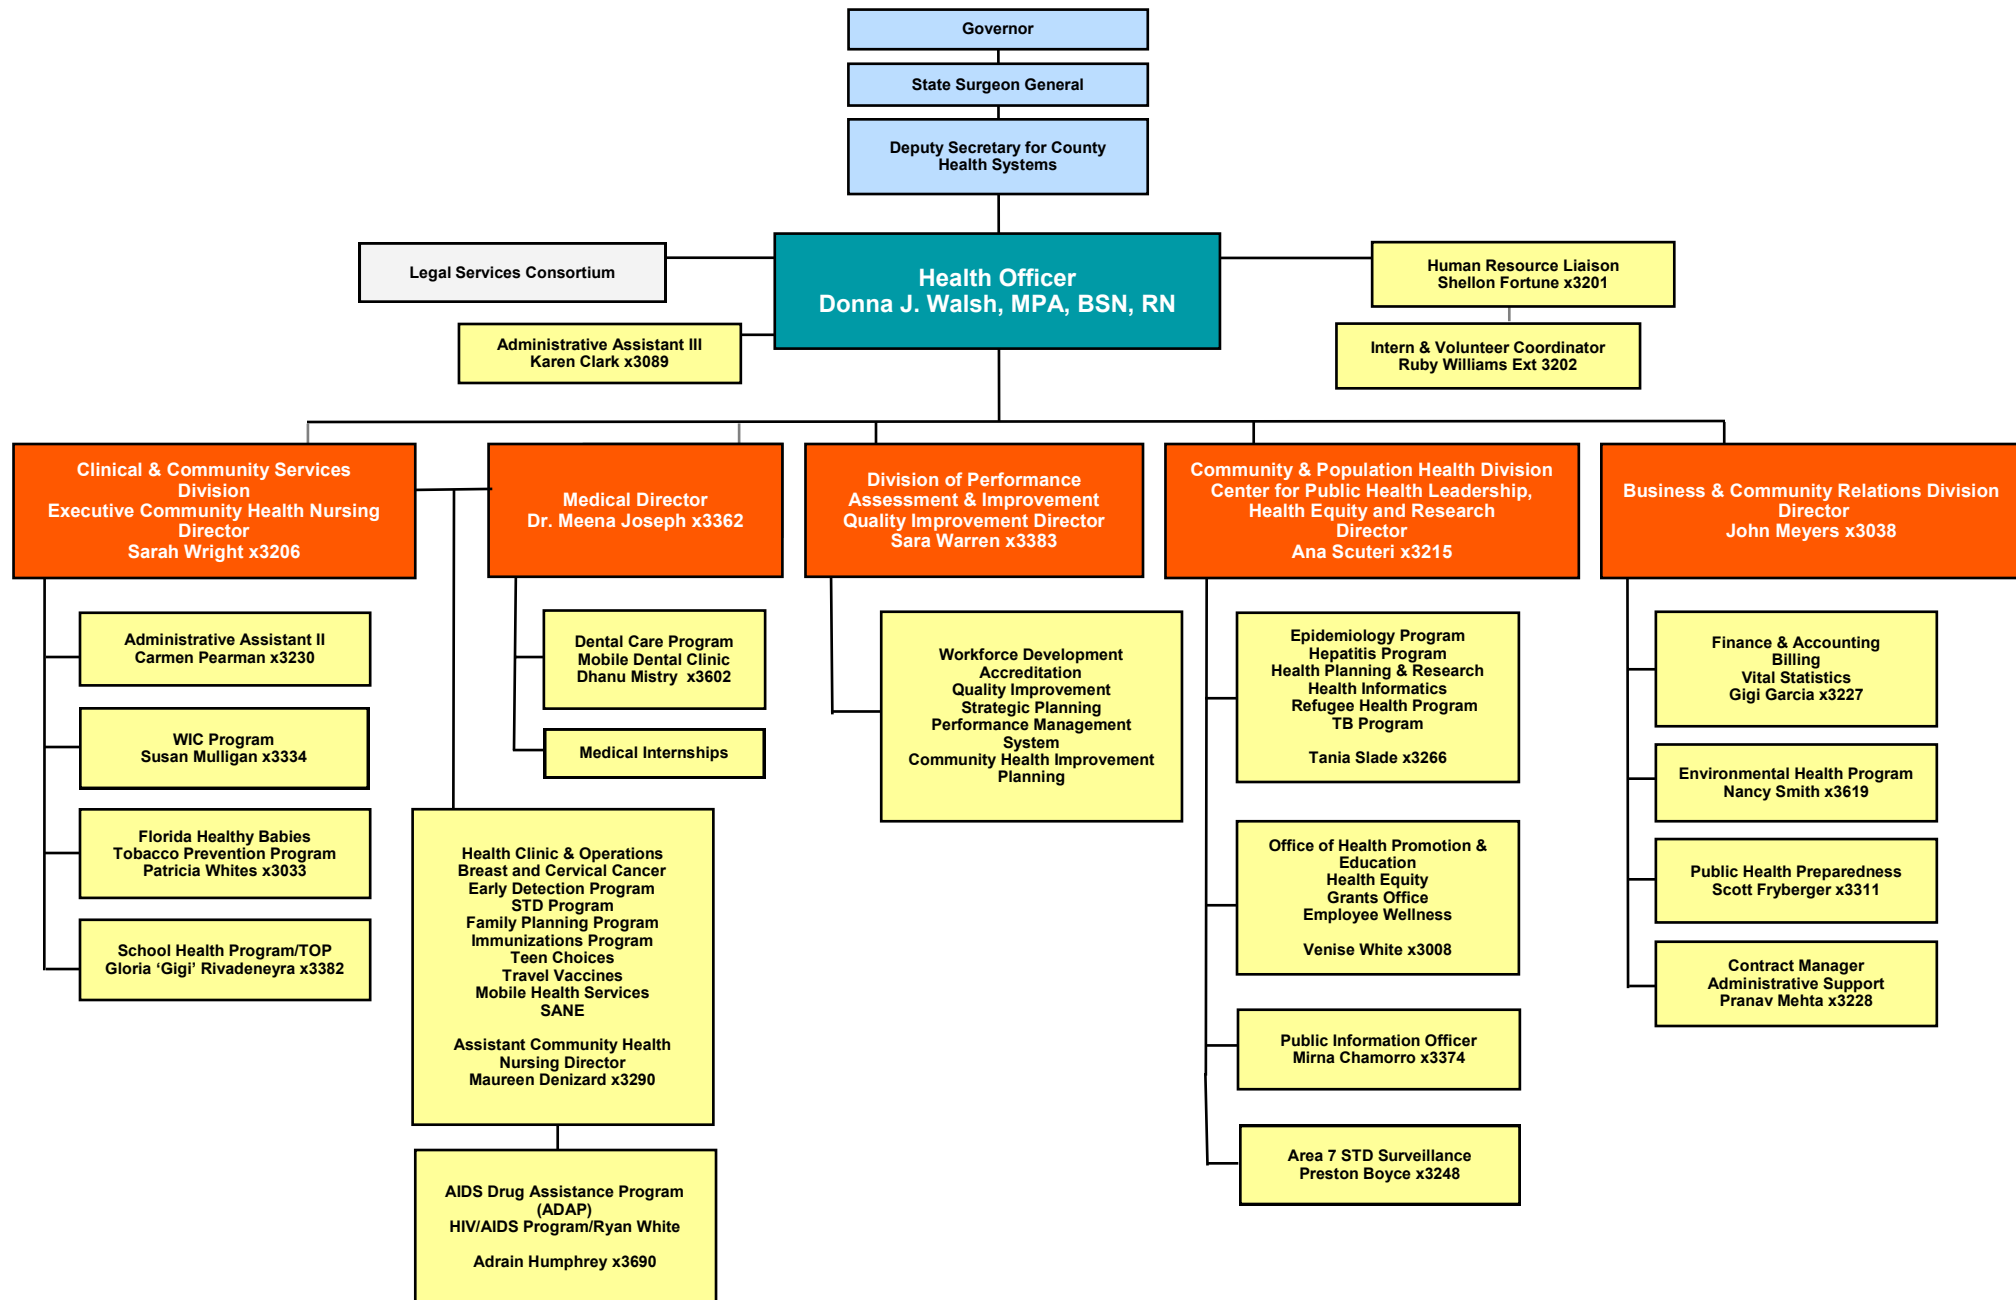 Governor
State Surgeon General
Deputy Secretary for County
Health Systems
Legal Services Consortium
Health Officer
Donna J. Walsh, MPA, BSN, RN
Human Resource Liaison
Shellon Fortune x3201
Administrative Assistant III
Karen Clark x3089
Intern & Volunteer Coordinator
Ruby Williams Ext 3202
Clinical & Community Services
Division
Executive Community Health Nursing
Director
Sarah Wright x3206
Medical Director
Dr. Meena Joseph x3362
Division of Performance
Assessment & Improvement
Quality Improvement Director
Sara Warren x3383
Community & Population Health Division
Center for Public Health Leadership,
Health Equity and Research
Director
Ana Scuteri x3215
Business & Community Relations Division
Director
John Meyers x3038
Administrative Assistant II
Carmen Pearman x3230
WIC Program
Susan Mulligan x3334
Florida Healthy Babies
Tobacco Prevention Program
Patricia Whites x3033
School Health Program/TOP
Gloria ‘Gigi’ Rivadeneyra x3382
Dental Care Program
Mobile Dental Clinic
Dhanu Mistry  x3602
Medical Internships
Health Clinic & Operations
Breast and Cervical Cancer
Early Detection Program
STD Program
Family Planning Program
Immunizations Program
Teen Choices
Travel Vaccines
Mobile Health Services
SANE
Assistant Community Health
Nursing Director
Maureen Denizard x3290
AIDS Drug Assistance Program
(ADAP)
HIV/AIDS Program/Ryan White
Adrain Humphrey x3690
Workforce Development
Accreditation
Quality Improvement
Strategic Planning
Performance Management
System
Community Health Improvement
Planning
Epidemiology Program
Hepatitis Program
Health Planning & Research
Health Informatics
Refugee Health Program
TB Program
Tania Slade x3266
Office of Health Promotion &
Education
Health Equity
Grants Office
Employee Wellness
Venise White x3008
Public Information Officer
Mirna Chamorro x3374
Area 7 STD Surveillance
Preston Boyce x3248
Finance & Accounting
Billing
Vital Statistics
Gigi Garcia x3227
Environmental Health Program
Nancy Smith x3619
Public Health Preparedness
Scott Fryberger x3311
Contract Manager
Administrative Support
Pranav Mehta x3228